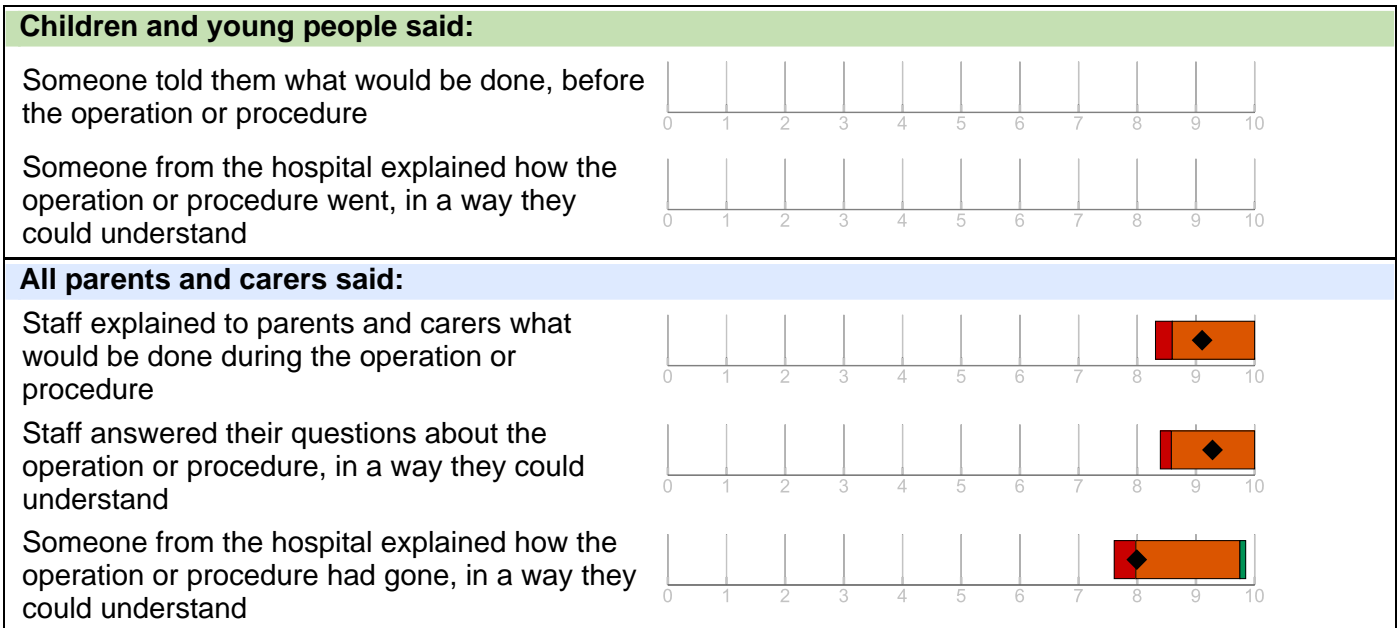 Children and young people said:
Someone told them what would be done, before
the operation or procedure
0 1 2 3 4 5 6 7 8 9 10
Someone from the hospital explained how the
operation or procedure went, in a way they
could understand
0 1 2 3 4 5 6 7 8 9 10
All parents and carers said:
Staff explained to parents and carers what
would be done during the operation or
procedure
0 1 2 3 4 5 6 7 8 9 10
Staff answered their questions about the
operation or procedure, in a way they could
understand
0 1 2 3 4 5 6 7 8 9 10
Someone from the hospital explained how the
operation or procedure had gone, in a way they
could understand
0 1 2 3 4 5 6 7 8 9 10